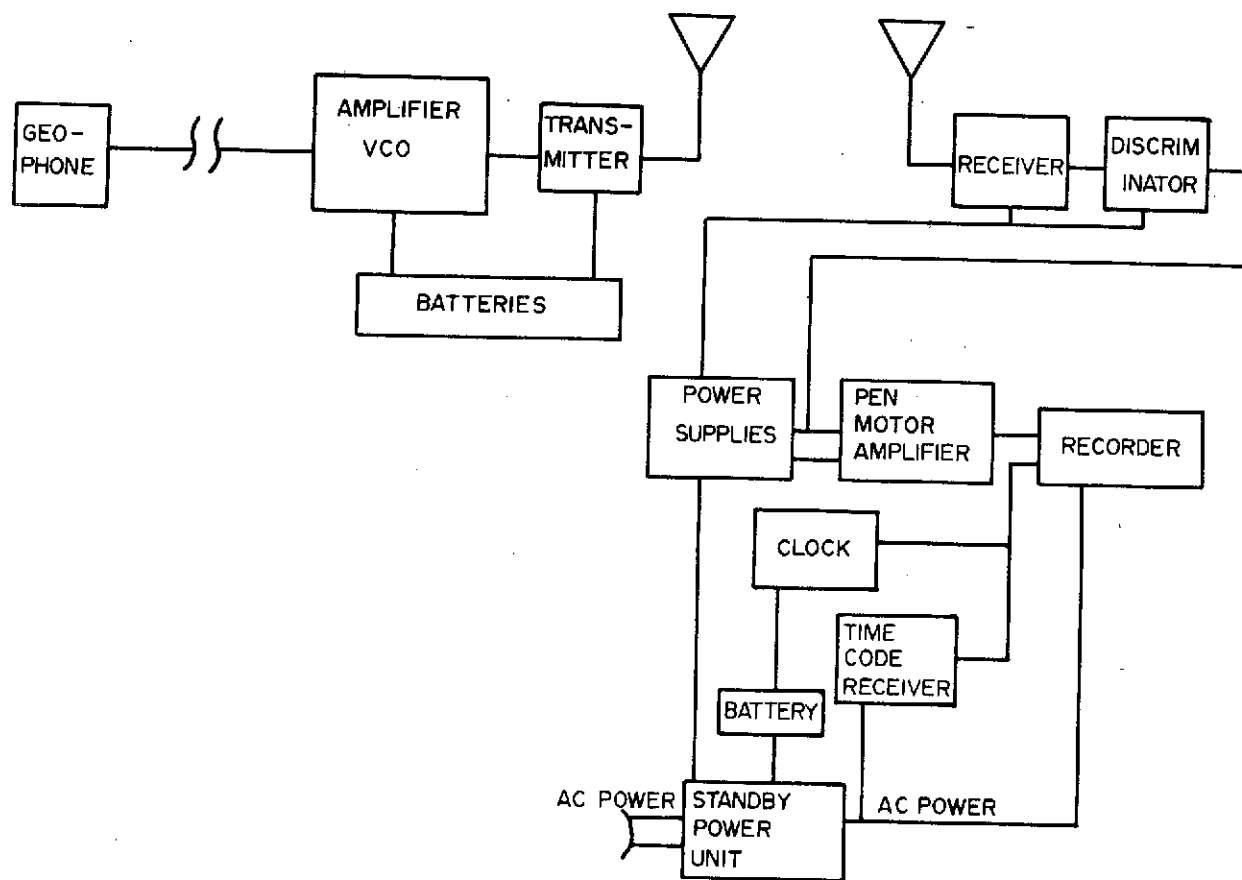 GEO-
PHONE
AMPLIFIER
VCO
TRANS-
MITTER
BATTERIES
RECEIVER
DISCRIM
INATOR
POWER
SUPPLIES
PEN
MOTOR
AMPLIFIER
RECORDER
CLOCK
TIME
CODE
RECEIVER
BATTERY
AC POWER
STANDBY
POWER
UNIT
AC POWER